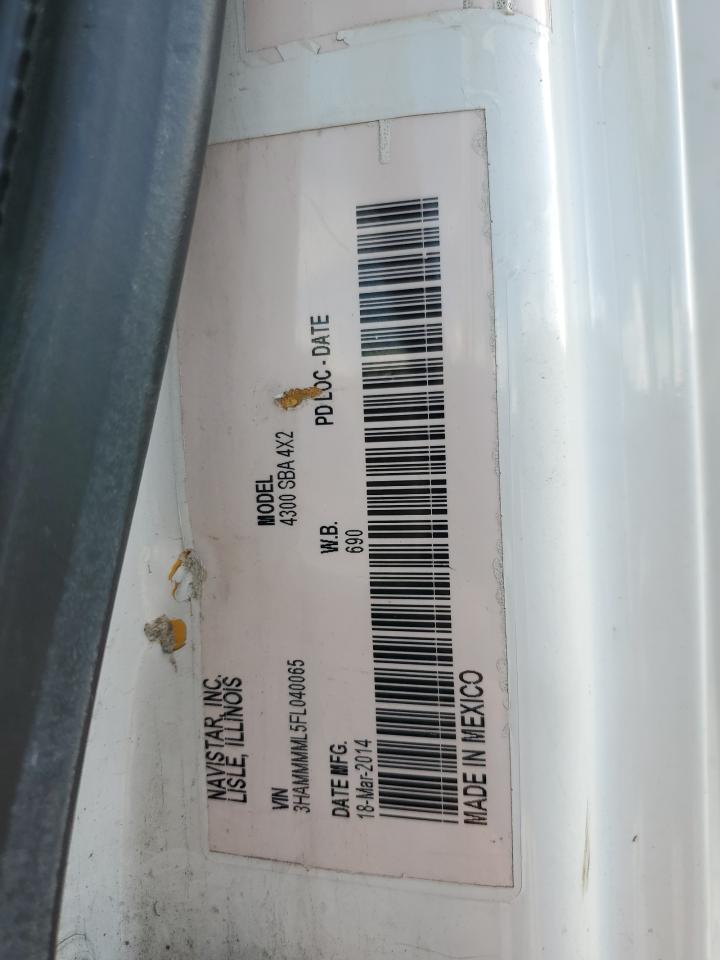 NAVISTAR, INC.
LISLE, ILLINOIS
VIN
3HAMMMML5FL040065
MODEL
4300 SBA 4X2
DATE MFG.
18-Mar-2014
W.B.
690
PD LOC - DATE
MADE IN MEXICO